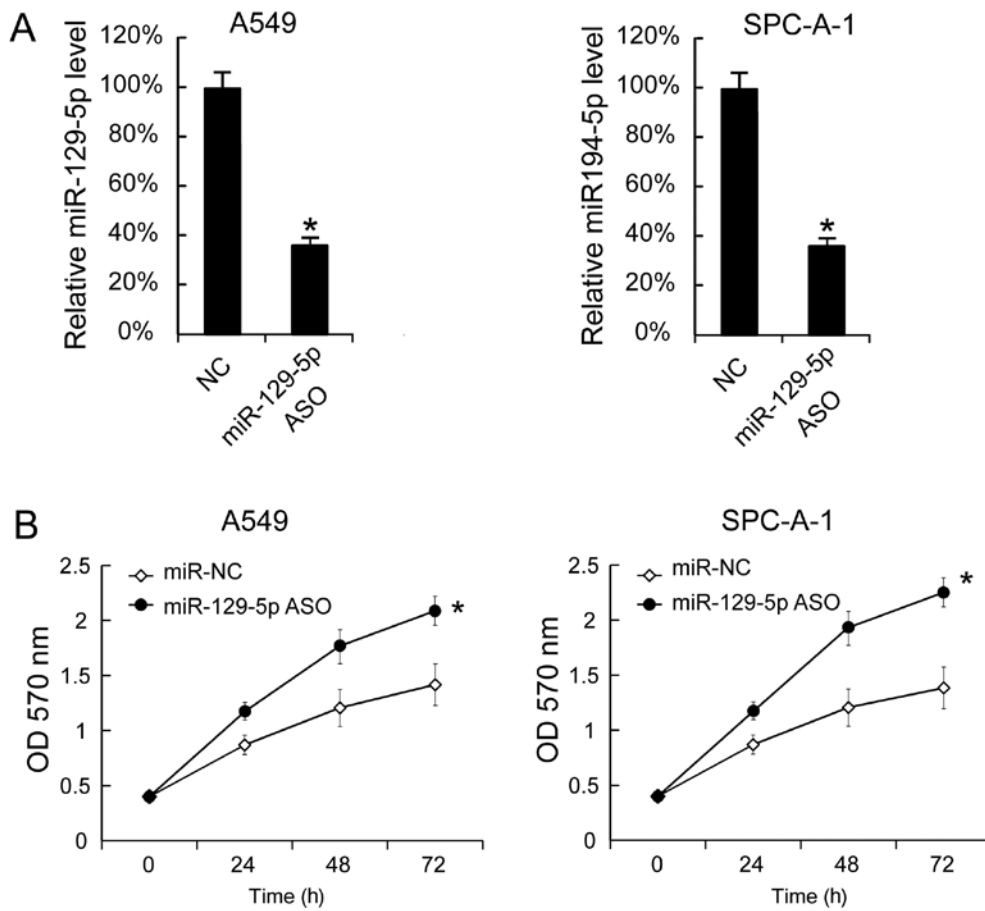 A
A549
SPC-A-1
Relative miR-129-5p level
120%
100%
80%
60%
40%
20%
0%
*
NC
miR-129-5p
ASO
Relative miR194-5p level
120%
100%
80%
60%
40%
20%
0%
*
NC
miR-129-5p
ASO
B
A549
SPC-A-1
OD 570 nm
2.5
2
1.5
1
0.5
0
miR-NC
miR-129-5p ASO
*
0 24 48 72
Time (h)
OD 570 nm
2.5
2
1.5
1
0.5
0
miR-NC
miR-129-5p ASO
*
0 24 48 72
Time (h)